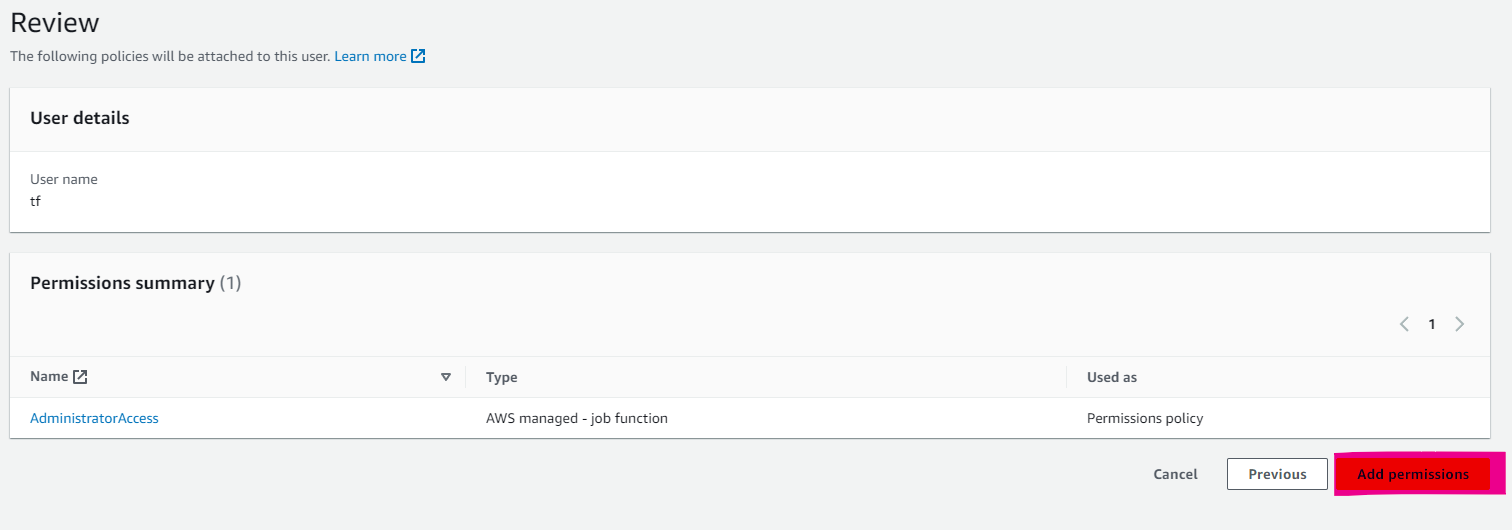 Review
The following policies will be attached to this user. Learn more
User details
User name
tf
Permissions summary (1)
1
Name Type Used as
AdministratorAccess AWS managed - job function Permissions policy
Cancel Previous Add permissions